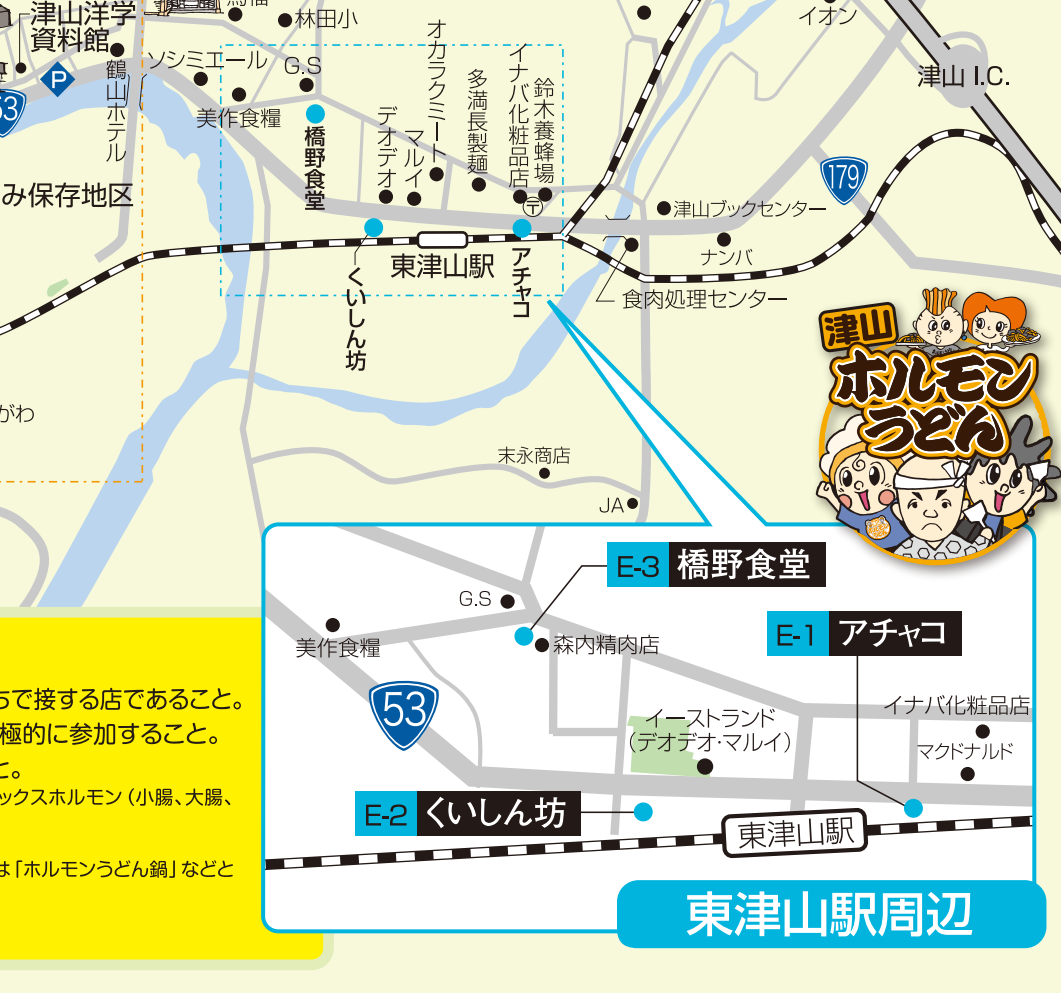 津山洋学
資料館
林田小
イオン
オカラクミート
イナバ化粧品店
鈴木養蜂場
多満長製麺
ソシミエール
G.S
津山 I.C.
P
鶴山ホテル
53
美作食糧
橋野食堂
デオデオ
マルイ
179
み保存地区
〒
津山ブックセンター
ナンバ
東津山駅
アチャコ
くいしん坊
食肉処理センター
津山
ホルモン
うどん
がわ
末永商店
JA
E-3 橋野食堂
G.S
E-1 アチャコ
美作食糧
森内精肉店
53
イーストランド
(デオデオ・マルイ)
イナバ化粧品店
マクドナルド
E-2 くいしん坊
東津山駅
東津山駅周辺
ちで接する店であること。
極的に参加すること。
と。
ックスホルモン(小腸、大腸、
は「ホルモンうどん鍋」などと